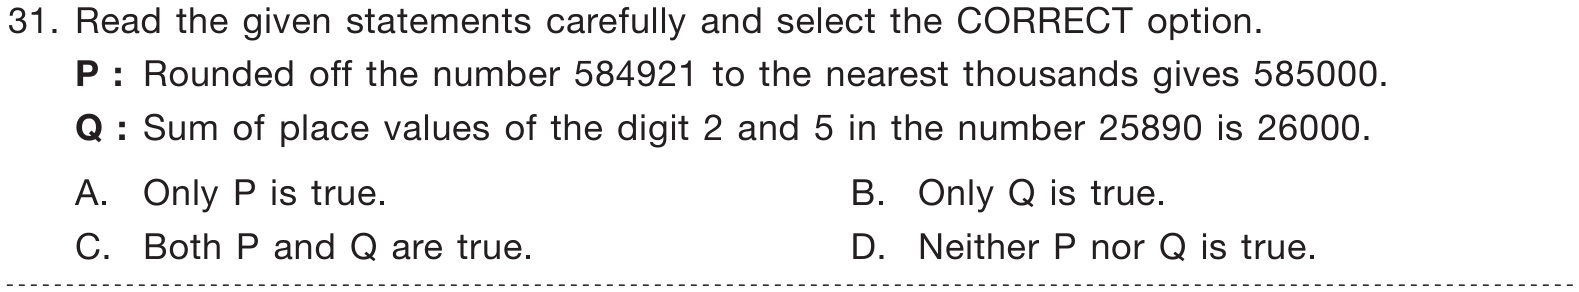 31. Read the given statements carefully and select the CORRECT option.
P : Rounded off the number 584921 to the nearest thousands gives 585000.
Q : Sum of place values of the digit 2 and 5 in the number 25890 is 26000.
A. Only P is true. B. Only Q is true.
C. Both P and Q are true. D. Neither P nor Q is true.